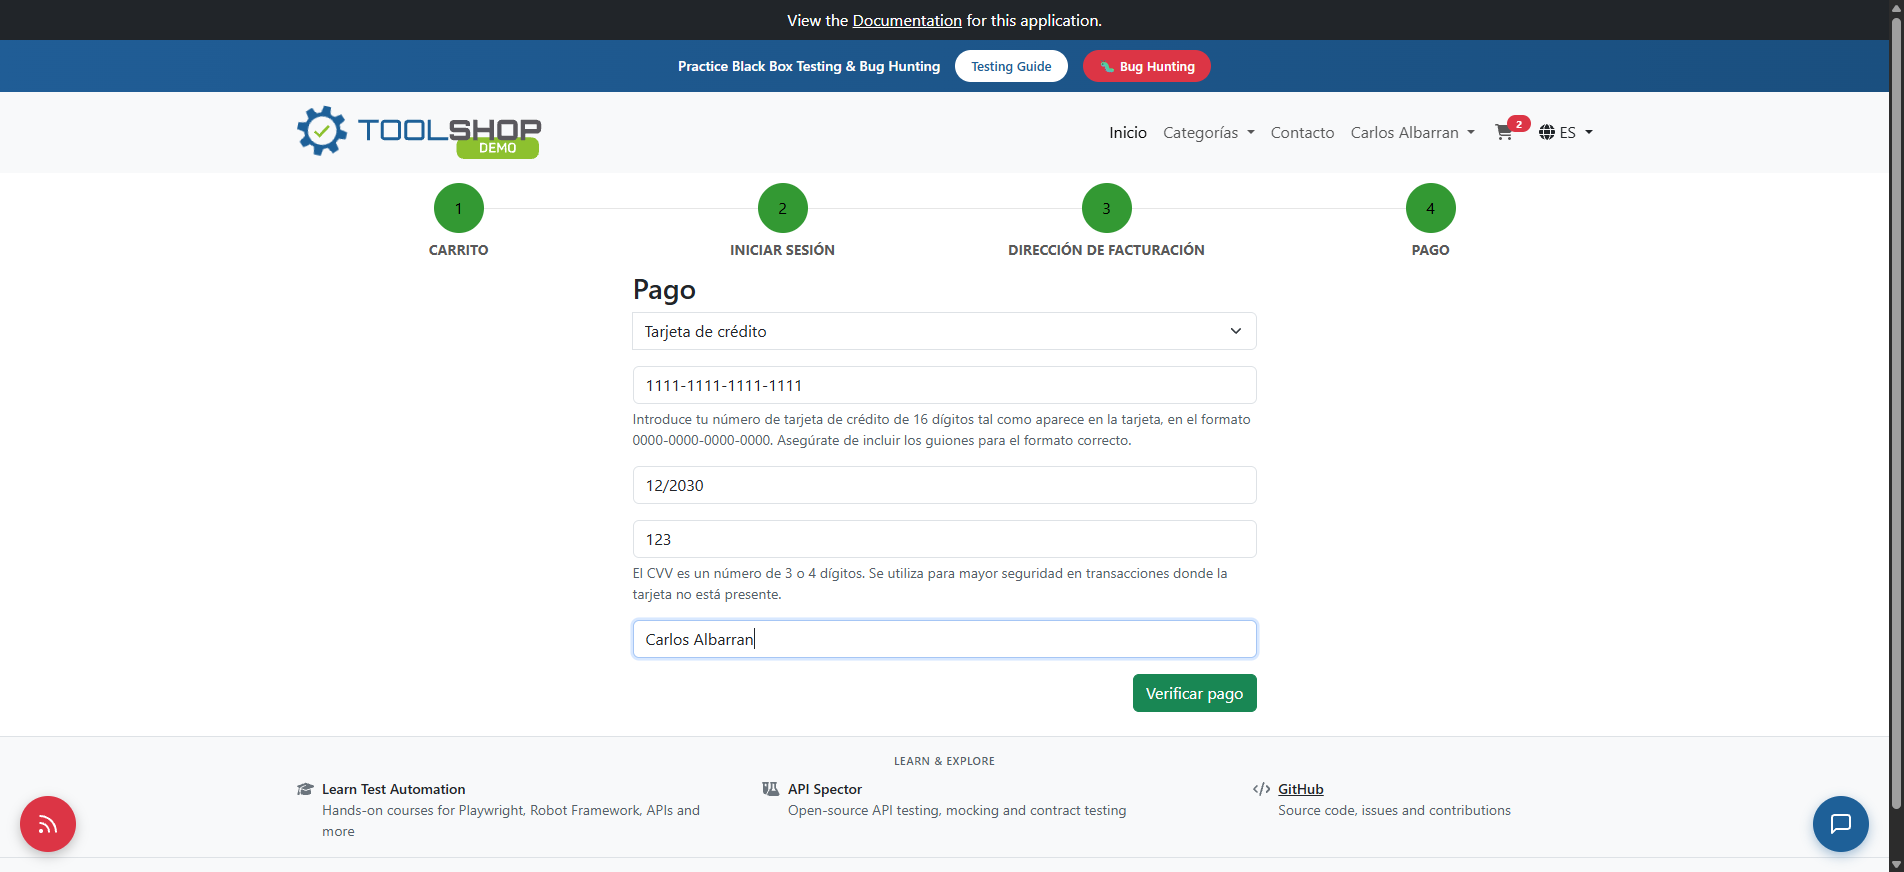 View the Documentation for this application.
Practice Black Box Testing & Bug Hunting
Testing Guide
Bug Hunting
TOOLSHOP
DEMO
Inicio
Categorías
Contacto
Carlos Albarran
2
ES
1
2
3
4
CARRITO
INICIAR SESIÓN
DIRECCIÓN DE FACTURACIÓN
PAGO
Pago
Tarjeta de crédito
1111-1111-1111-1111
Introduce tu número de tarjeta de crédito de 16 dígitos tal como aparece en la tarjeta, en el formato
0000-0000-0000-0000. Asegúrate de incluir los guiones para el formato correcto.
12/2030
123
El CVV es un número de 3 o 4 dígitos. Se utiliza para mayor seguridad en transacciones donde la
tarjeta no está presente.
Carlos Albarran
Verificar pago
LEARN & EXPLORE
Learn Test Automation
Hands-on courses for Playwright, Robot Framework, APIs and
more
API Spector
Open-source API testing, mocking and contract testing
GitHub
Source code, issues and contributions